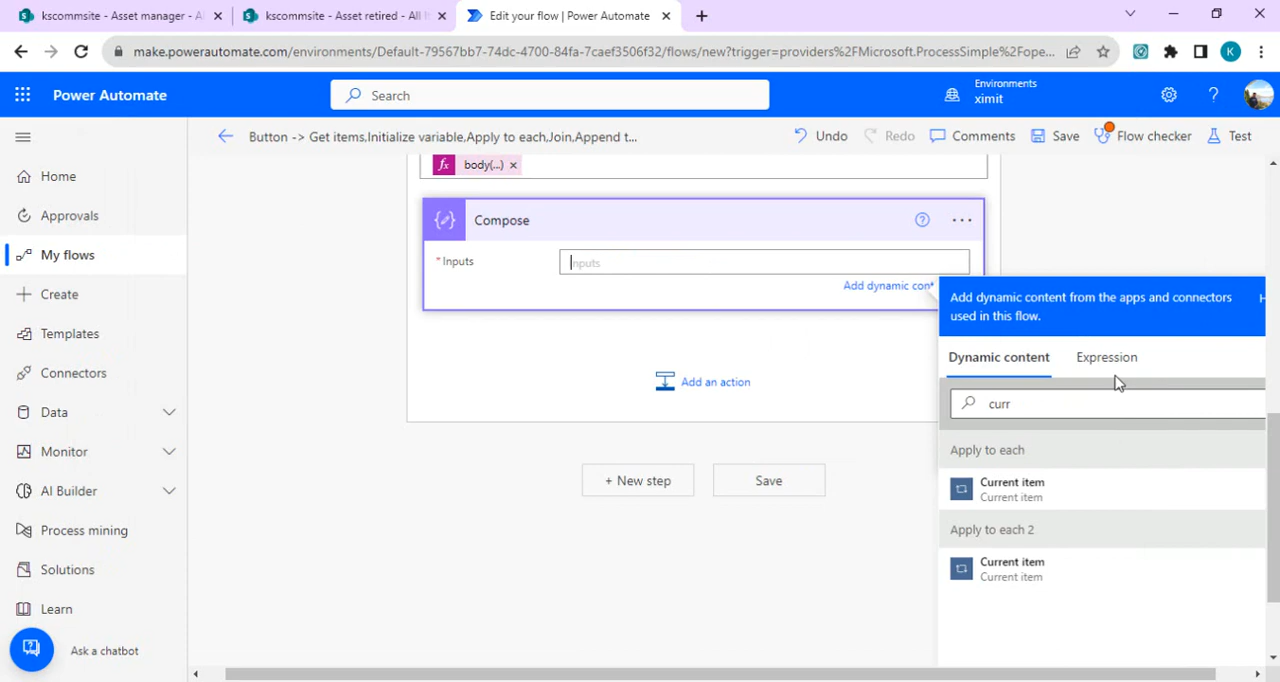 kscommsite - Asset manager - Al
kscommsite - Asset retired - All It
Edit your flow | Power Automate
make.powerautomate.com/environments/Default-79567bb7-74dc-4700-84fa-7caef3506f32/flows/new?trigger=providers%2FMicrosoft.ProcessSimple%2Fope...
K
Power Automate
Search
Environments
ximit
Button -> Get items,Initialize variable,Apply to each,Join,Append t...
Undo
Redo
Comments
Save
Flow checker
Test
Home
Approvals
My flows
Create
Templates
Connectors
Data
Monitor
AI Builder
Process mining
Solutions
Learn
Ask a chatbot
fx body(...)
Compose
* Inputs
Inputs
Add dynamic cont
Add an action
+ New step
Save
Add dynamic content from the apps and connectors
used in this flow.
Dynamic content
Expression
curr
Apply to each
Current item
Current item
Apply to each 2
Current item
Current item